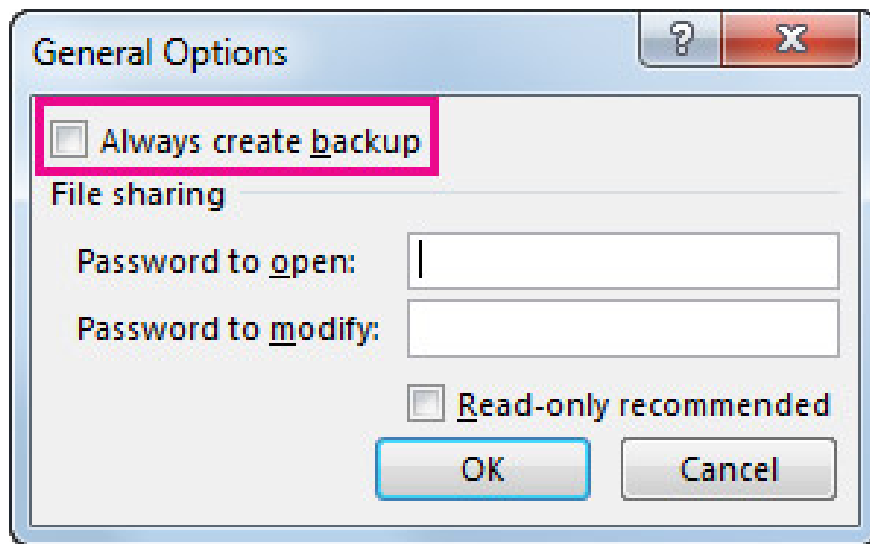 General Options
Always create backup
File sharing
Password to open:
Password to modify:
Read-only recommended
OK Cancel